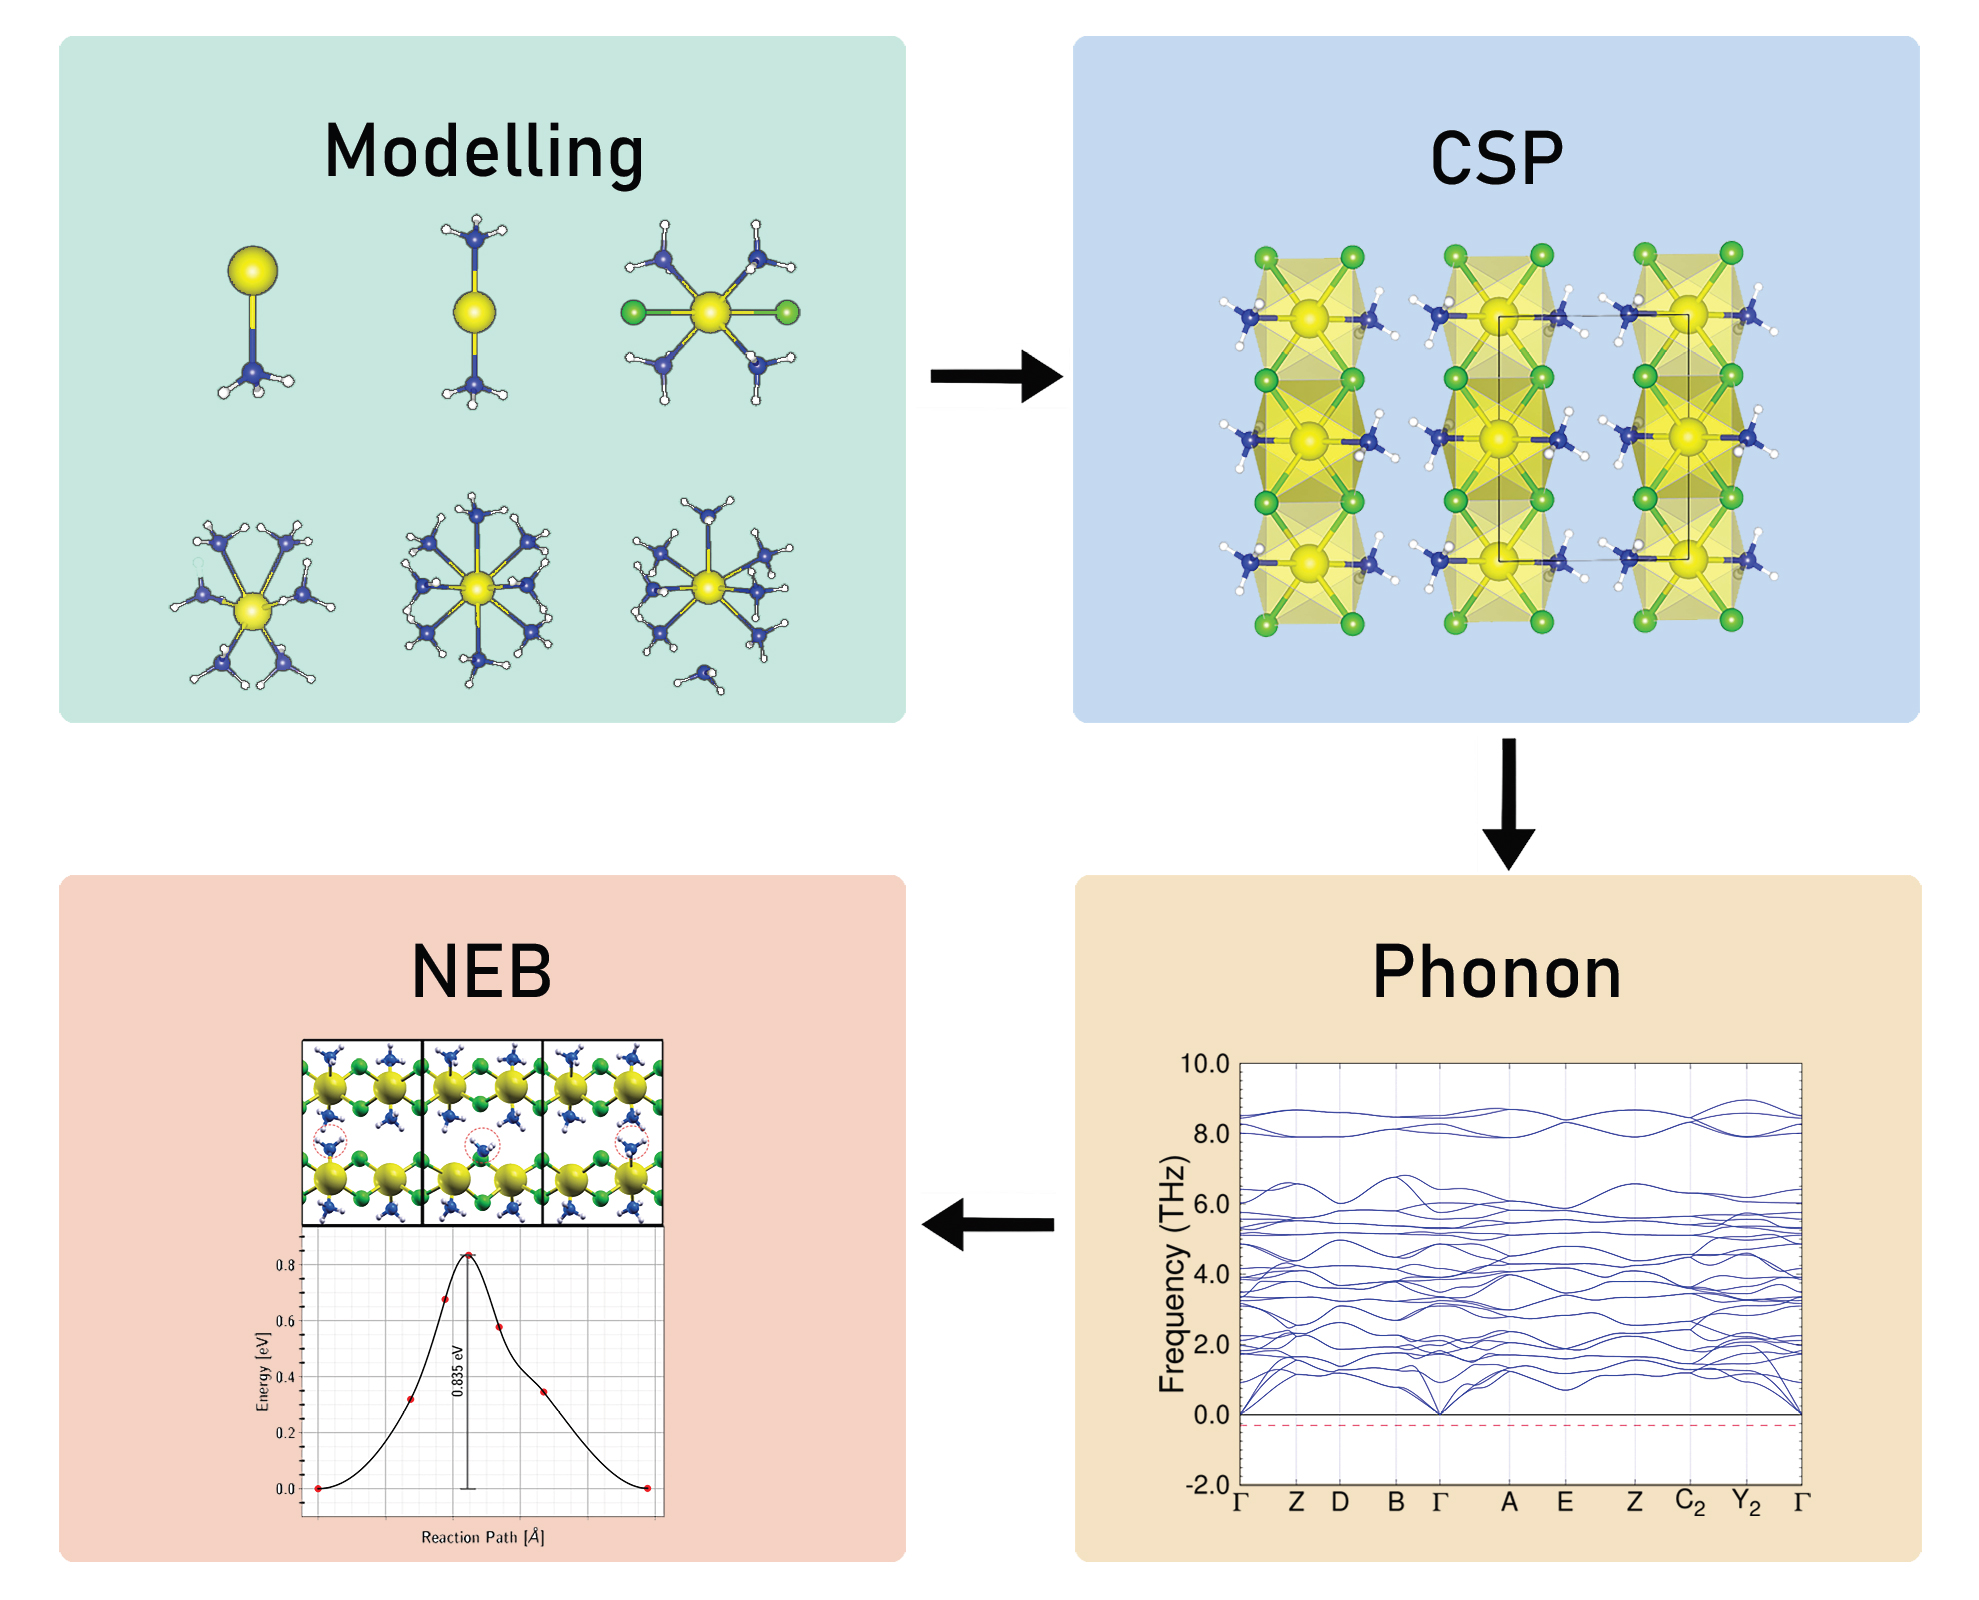 Modelling
CSP
NEB
Phonon
0.8
0.6
0.4
0.2
0.0
Energy [eV]
0.835 eV
Reaction Path [Å]
10.0
8.0
6.0
4.0
2.0
0.0
-2.0
Frequency (THz)
Γ Z D B Γ A E Z C₂ Y₂ Γ